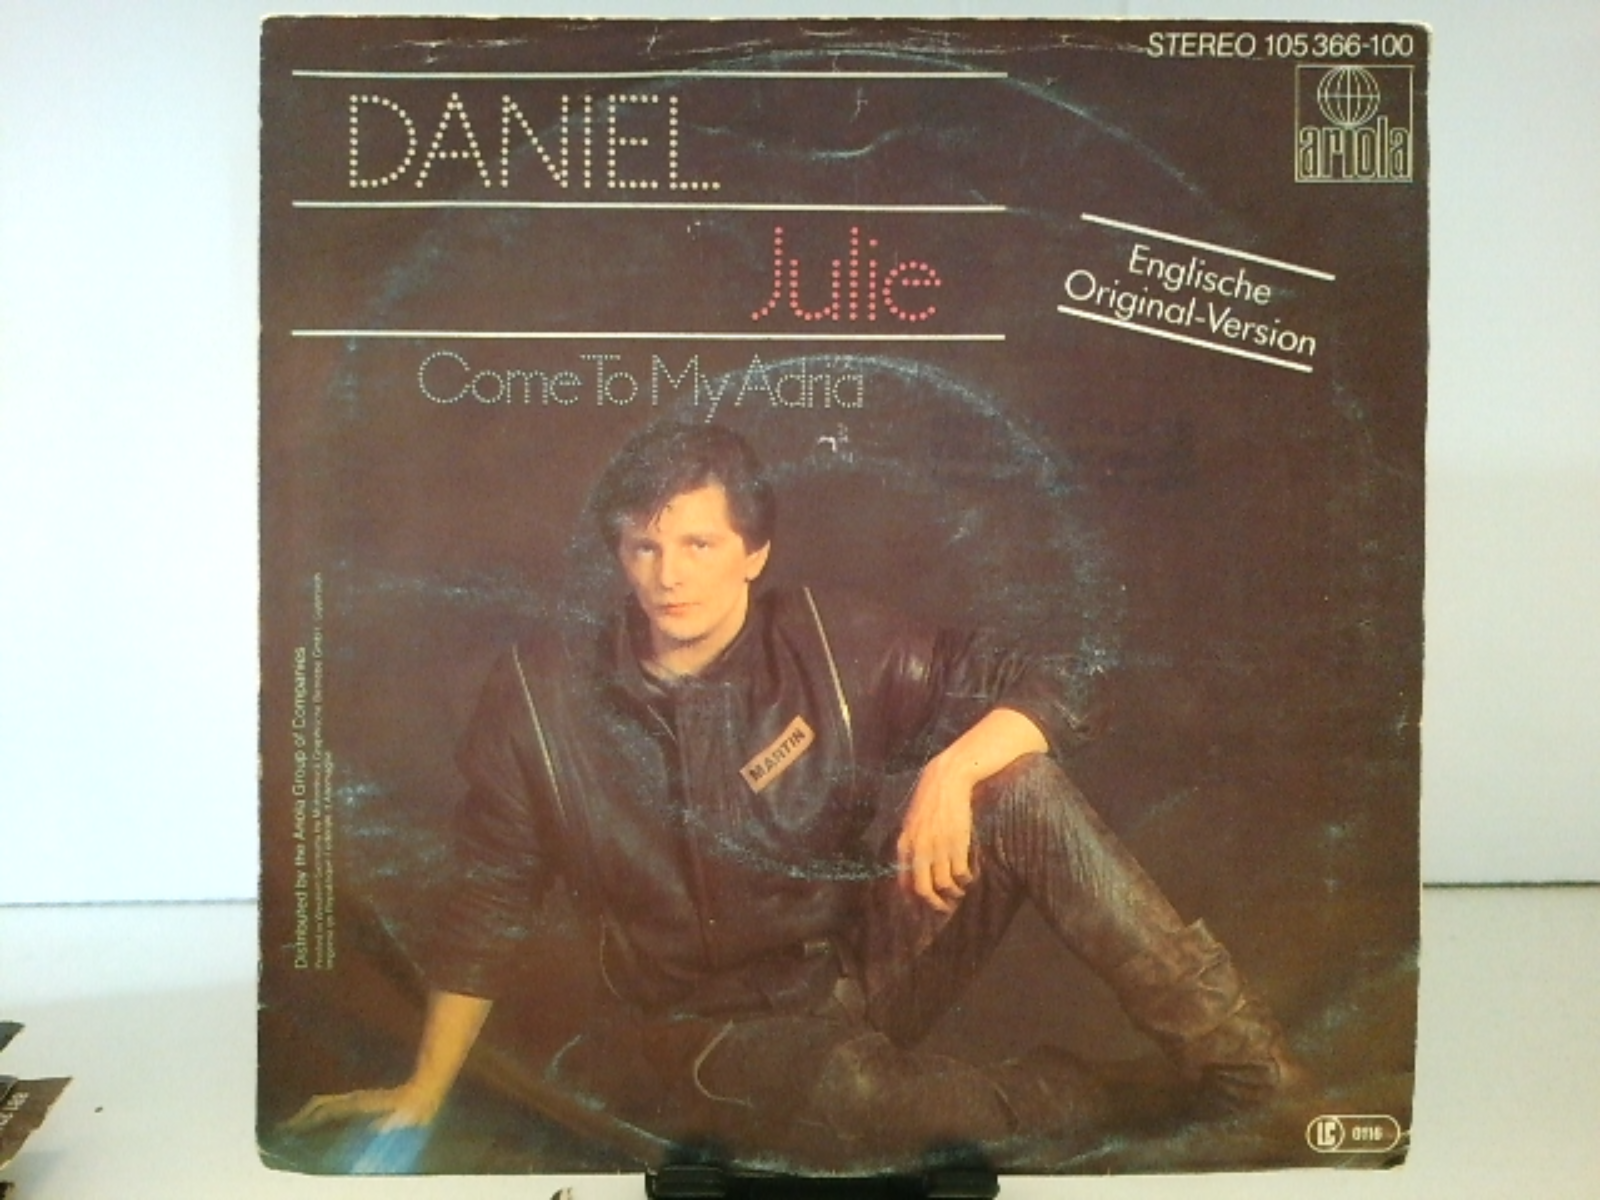 STEREO 105 366-100
ariola
DANIEL
Julie
Englische
Original-Version
Come To My Adria
MARTIN
Distributed by the Ariola Group of Companies
LC 0116